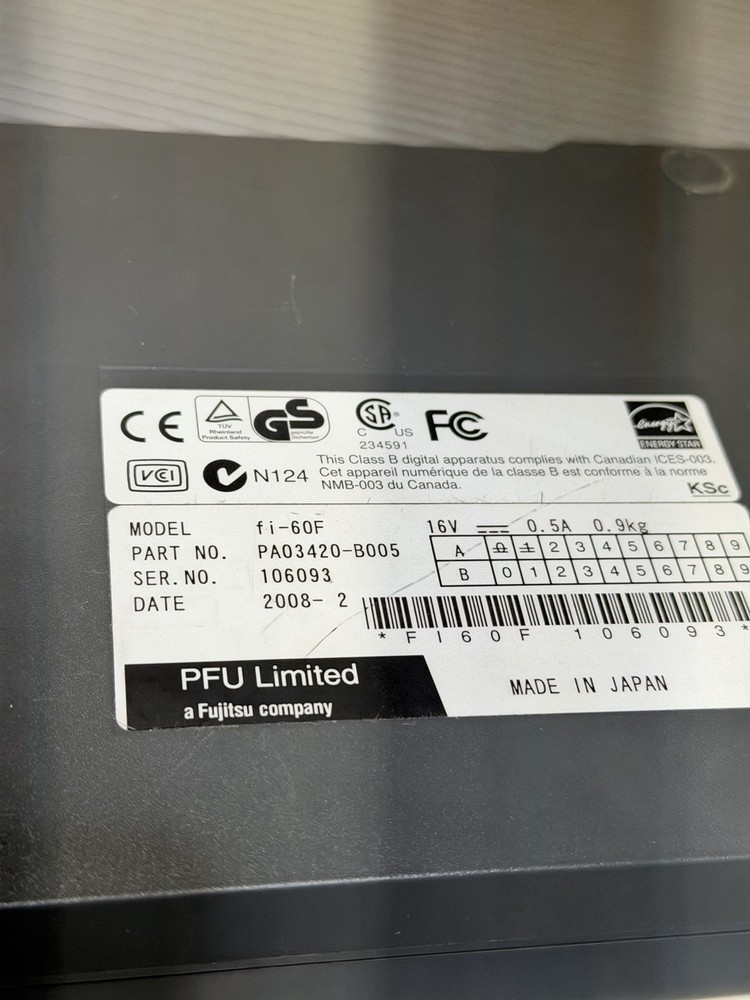 CE TÜV Rheinland Product Safety GS geprüfte Sicherheit CSA® C US 234591 FC energy ENERGY STAR
VCI N124
This Class B digital apparatus complies with Canadian ICES-003.
Cet appareil numérique de la classe B est conforme à la norme
NMB-003 du Canada.
KSc
MODEL fi-60F 16V 0.5A 0.9kg
PART NO. PA03420-B005
A 0 1 2 3 4 5 6 7 8 9
SER.NO. 106093
B 0 1 2 3 4 5 6 7 8 9
DATE 2008- 2
*FI60F 106093*
PFU Limited
a Fujitsu company
MADE IN JAPAN